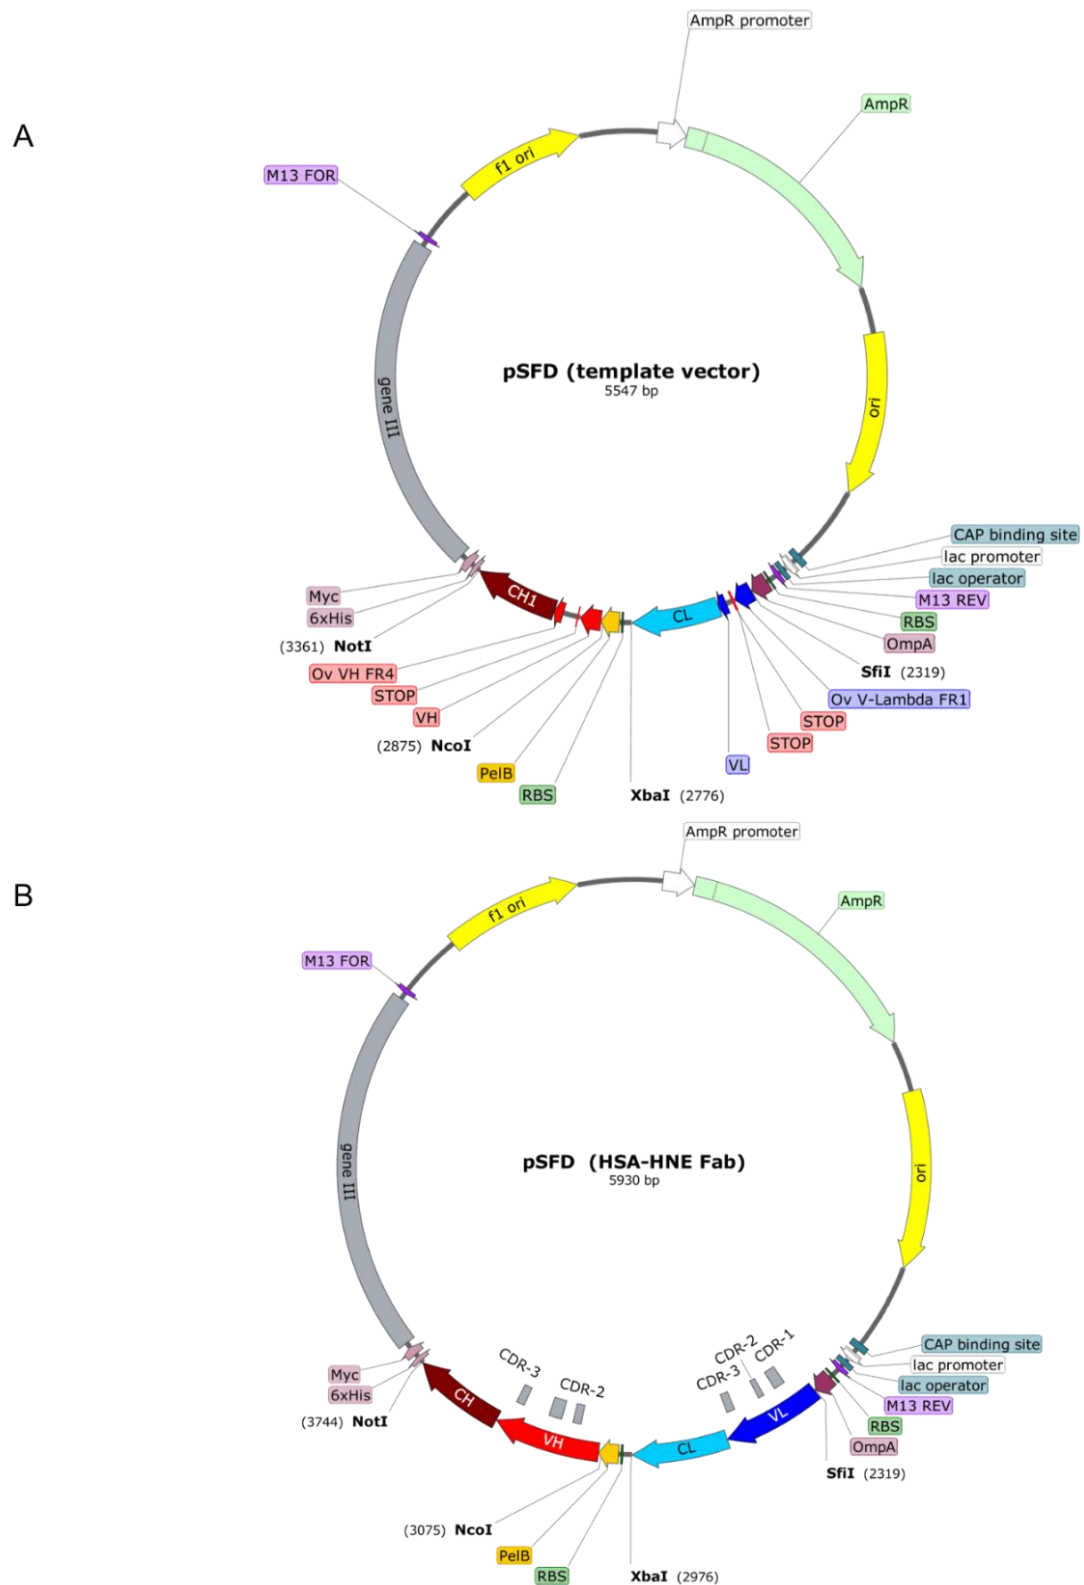 A
AmpR promoter
AmpR
M13 FOR
f1 ori
pSFD (template vector)
5547 bp
gene III
ori
CAP binding site
lac promoter
lac operator
M13 REV
RBS
OmpA
SfiI (2319)
Ov V-Lambda FR1
STOP
STOP
VL
CL
CH1
Myc
6xHis
(3361) NotI
Ov VH FR4
STOP
VH
(2875) NcoI
PelB
RBS
XbaI (2776)
B
AmpR promoter
AmpR
f1 ori
M13 FOR
pSFD (HSA-HNE Fab)
5930 bp
gene III
ori
CAP binding site
lac promoter
lac operator
M13 REV
RBS
OmpA
SfiI (2319)
CDR-1
CDR-2
CDR-3
VL
CL
CDR-3
CDR-2
CH
VH
Myc
6xHis
(3744) NotI
(3075) NcoI
PelB
RBS
XbaI (2976)